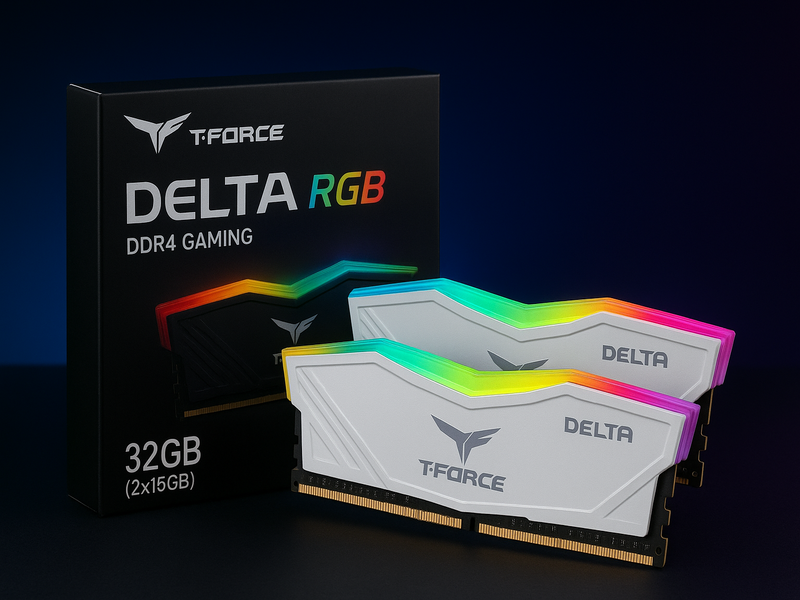 T-FORCE
DELTA RGB
DDR4 GAMING
32GB
(2x15GB)
DELTA
DELTA
T-FORCE